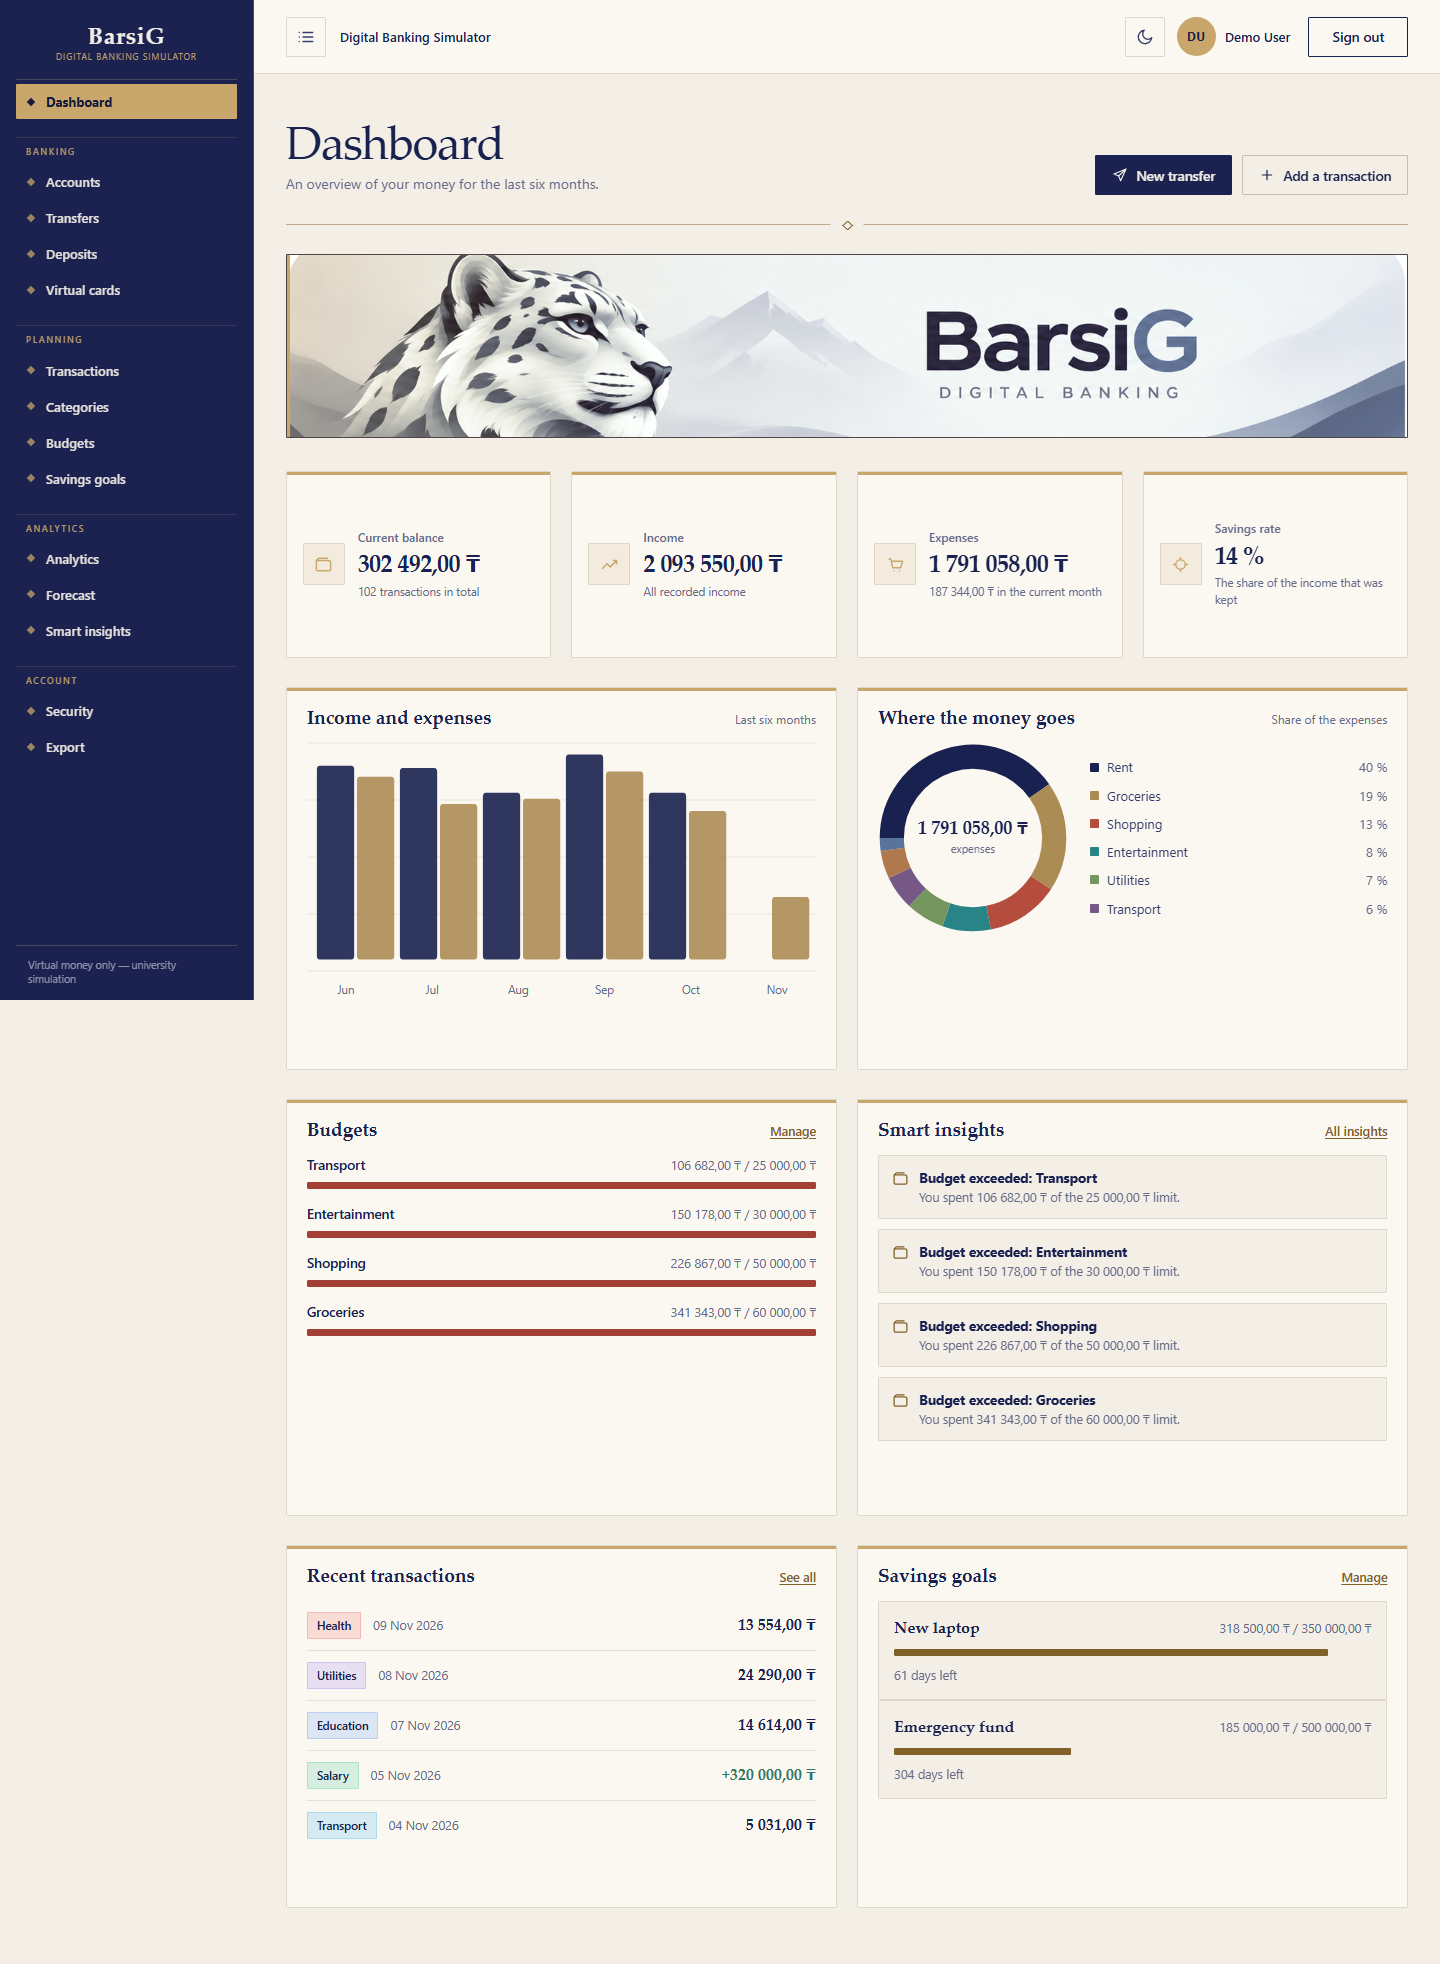 BarsiG
DIGITAL BANKING SIMULATOR
Dashboard
BANKING
Accounts
Transfers
Deposits
Virtual cards
PLANNING
Transactions
Categories
Budgets
Savings goals
ANALYTICS
Analytics
Forecast
Smart insights
ACCOUNT
Security
Export
Virtual money only — university
simulation
Digital Banking Simulator
DU
Demo User
Sign out
Dashboard
An overview of your money for the last six months.
New transfer
Add a transaction
BarsiG
DIGITAL BANKING
Current balance
302 492,00 ₸
102 transactions in total
Income
2 093 550,00 ₸
All recorded income
Expenses
1 791 058,00 ₸
187 344,00 ₸ in the current month
Savings rate
14 %
The share of the income that was
kept
Income and expenses
Last six months
Jun Jul Aug Sep Oct Nov
Where the money goes
Share of the expenses
1 791 058,00 ₸
expenses
Rent 40 %
Groceries 19 %
Shopping 13 %
Entertainment 8 %
Utilities 7 %
Transport 6 %
Budgets
Manage
Transport 106 682,00 ₸ / 25 000,00 ₸
Entertainment 150 178,00 ₸ / 30 000,00 ₸
Shopping 226 867,00 ₸ / 50 000,00 ₸
Groceries 341 343,00 ₸ / 60 000,00 ₸
Smart insights
All insights
Budget exceeded: Transport
You spent 106 682,00 ₸ of the 25 000,00 ₸ limit.
Budget exceeded: Entertainment
You spent 150 178,00 ₸ of the 30 000,00 ₸ limit.
Budget exceeded: Shopping
You spent 226 867,00 ₸ of the 50 000,00 ₸ limit.
Budget exceeded: Groceries
You spent 341 343,00 ₸ of the 60 000,00 ₸ limit.
Recent transactions
See all
Health 09 Nov 2026 13 554,00 ₸
Utilities 08 Nov 2026 24 290,00 ₸
Education 07 Nov 2026 14 614,00 ₸
Salary 05 Nov 2026 +320 000,00 ₸
Transport 04 Nov 2026 5 031,00 ₸
Savings goals
Manage
New laptop 318 500,00 ₸ / 350 000,00 ₸
61 days left
Emergency fund 185 000,00 ₸ / 500 000,00 ₸
304 days left